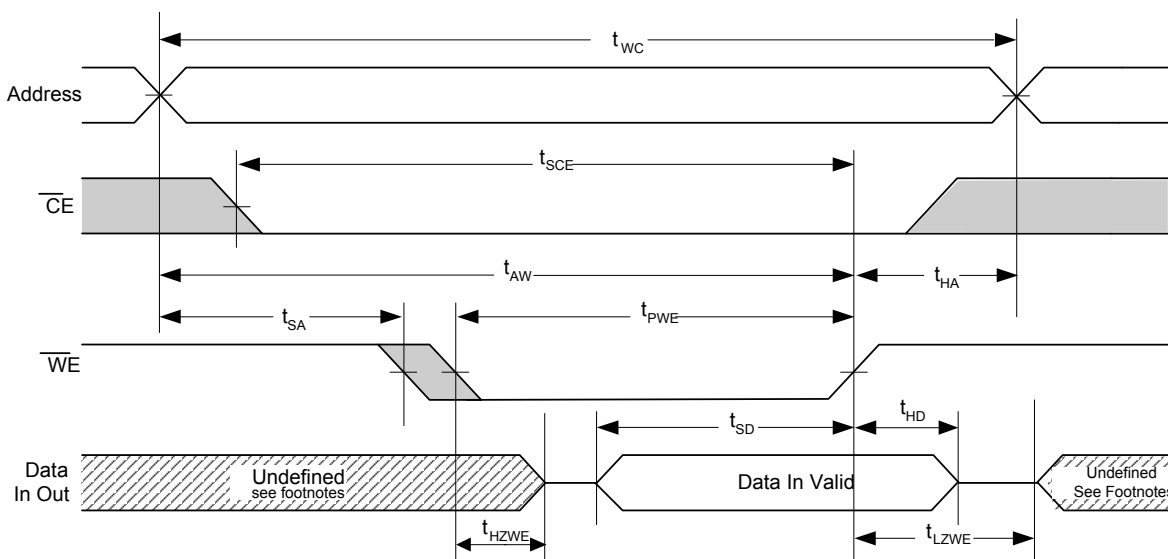 t WC
Address
tSCE
CE
tAW
tHA
tSA
tPWE
WE
tHD
tSD
Data
In Out
Undefined
see footnotes
Data In Valid
Undefined
See Footnotes
tHZWE
tLZWE